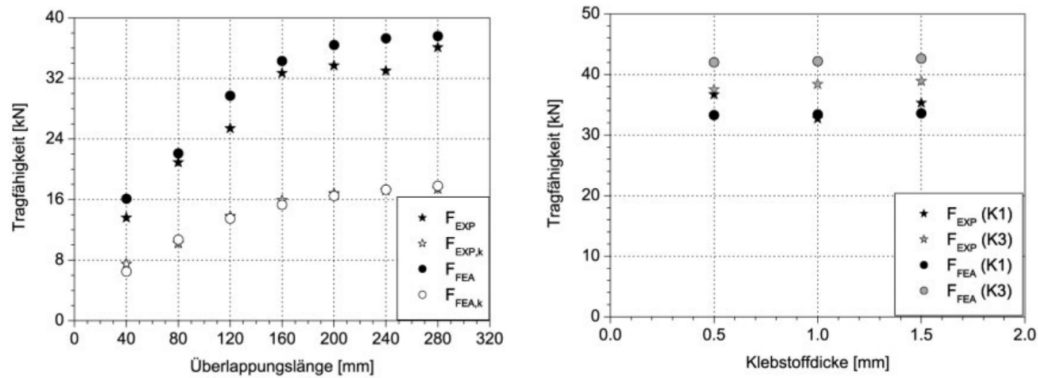 40
32
24
16
8
0
Tragfähigkeit [kN]
F_EXP
F_EXP,k
F_FEA
F_FEA,k
0 40 80 120 160 200 240 280 320
Überlappungslänge [mm]
50
40
30
20
10
0
Tragfähigkeit [kN]
F_EXP (K1)
F_EXP (K3)
F_FEA (K1)
F_FEA (K3)
0.0 0.5 1.0 1.5 2.0
Klebstoffdicke [mm]